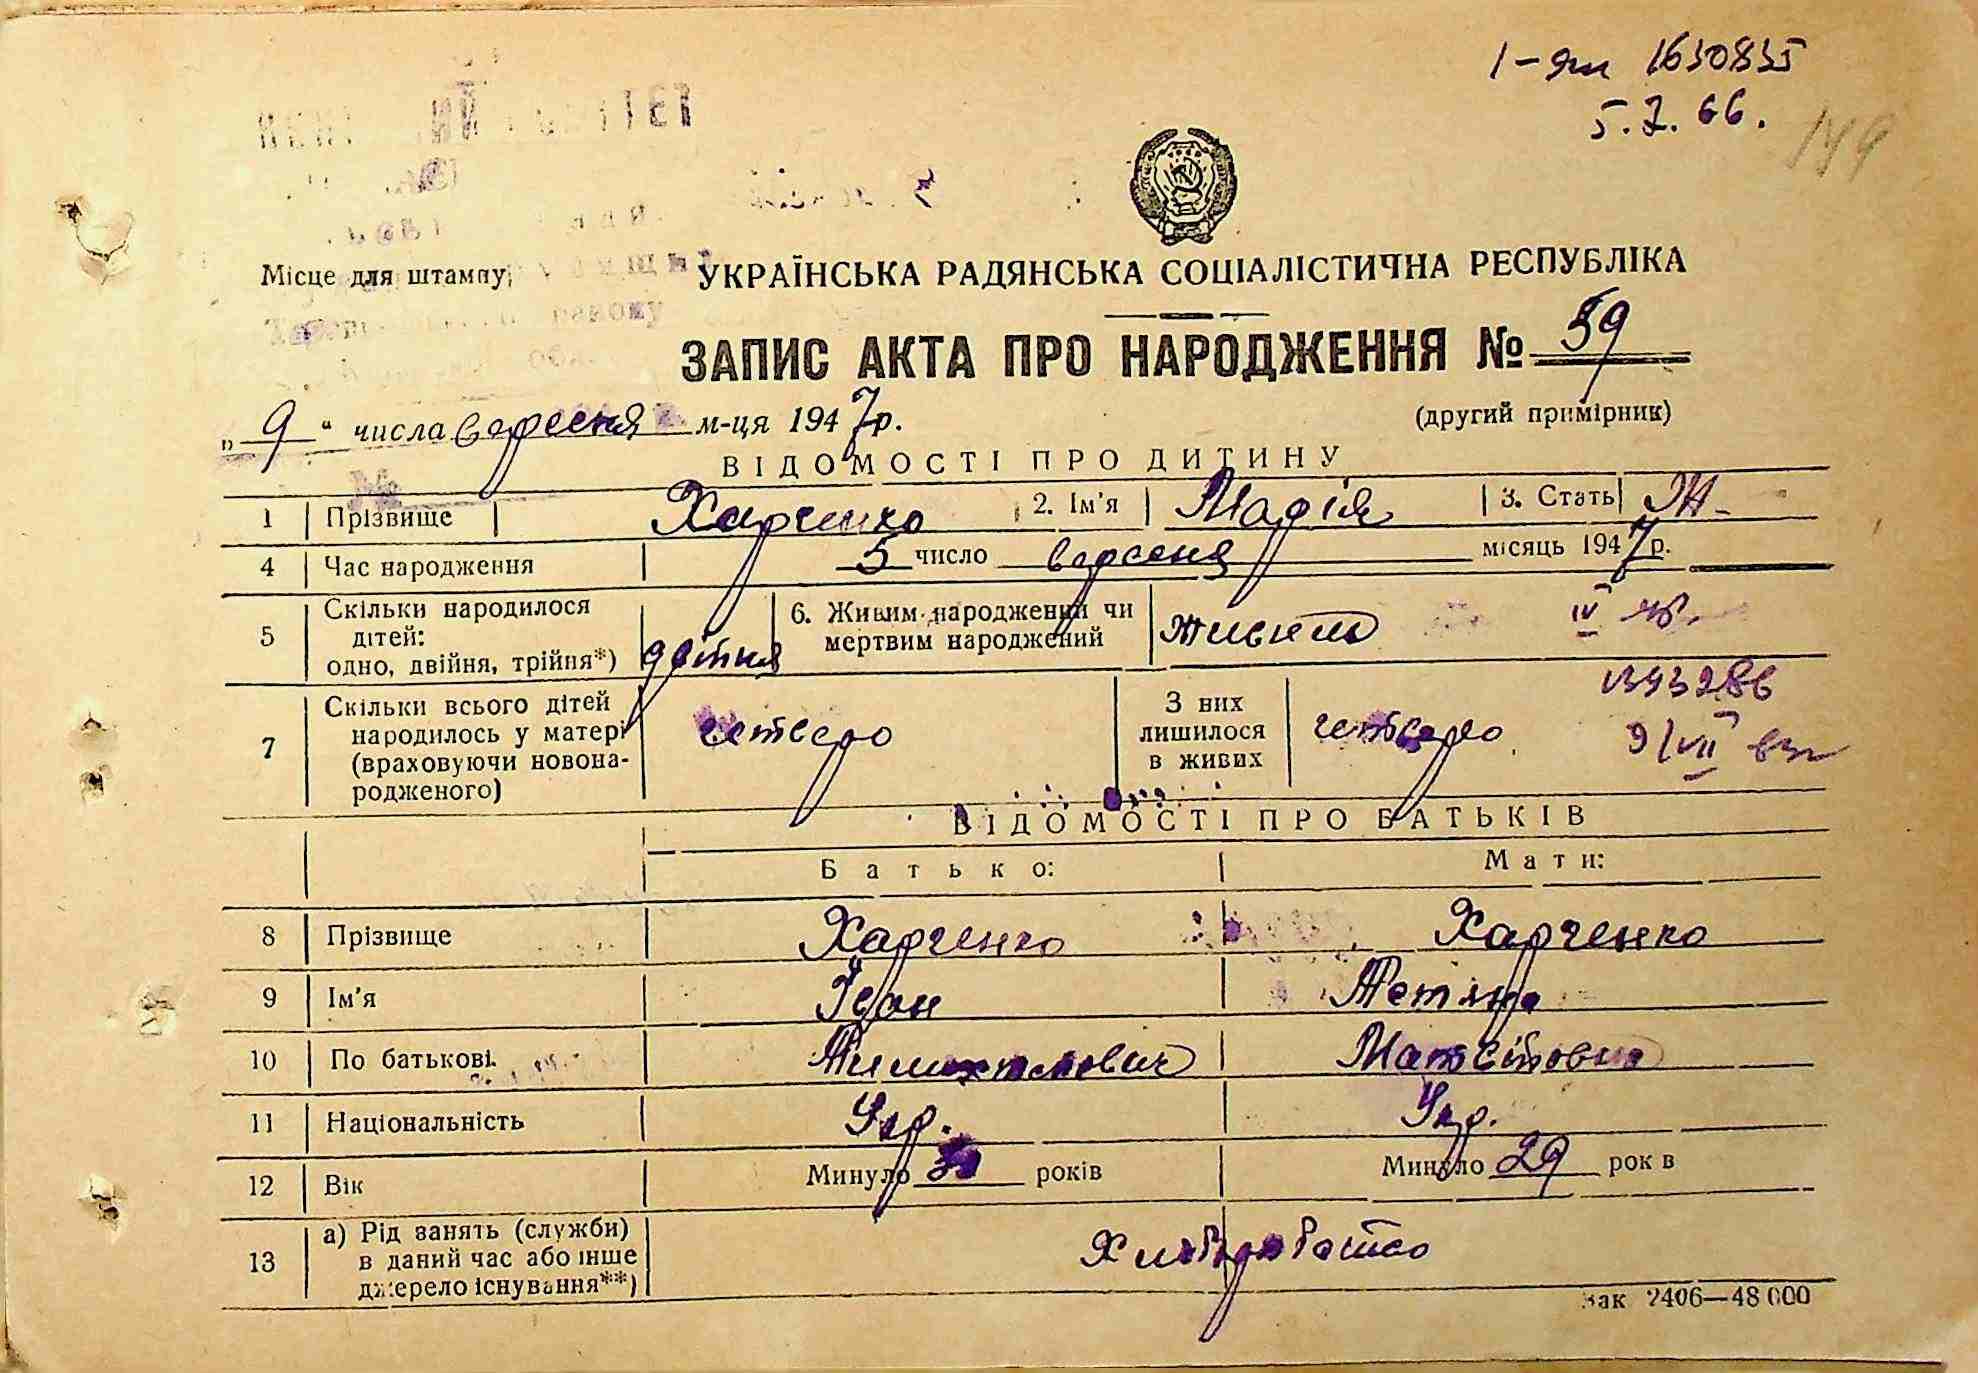 1630835
5.7.66.
149
Місце для штампу
УКРАЇНСЬКА РАДЯНСЬКА СОЦІАЛІСТИЧНА РЕСПУБЛІКА
ЗАПИС АКТА ПРО НАРОДЖЕННЯ № 59
(другий примірник)
„ 9 " числа вересня м-ця 1947 р.
ВІДОМОСТІ ПРО ДИТИНУ
1 Прізвище Харченко 2. Ім'я Марія 3. Стать Ж-
4 Час народження 5 число вересня місяць 1947 р.
5 Скільки народилося дітей: одно, двійня, трійня*) двійня 6. Живим народжений чи мертвим народжений живим
7 Скільки всього дітей народилось у матері (враховуючи новонародженого) четверо З них лишилося в живих четверо
ВІДОМОСТІ ПРО БАТЬКІВ
Батько: Мати:
8 Прізвище Харченко Харченко
9 Ім'я Іван Тетяна
10 По батькові Матвіївна
11 Національність Укр. Укр.
12 Вік Минуло років Минуло 29 років
13 а) Рід занять (служби) в даний час або інше джерело існування**)
Зак 2406—48 000